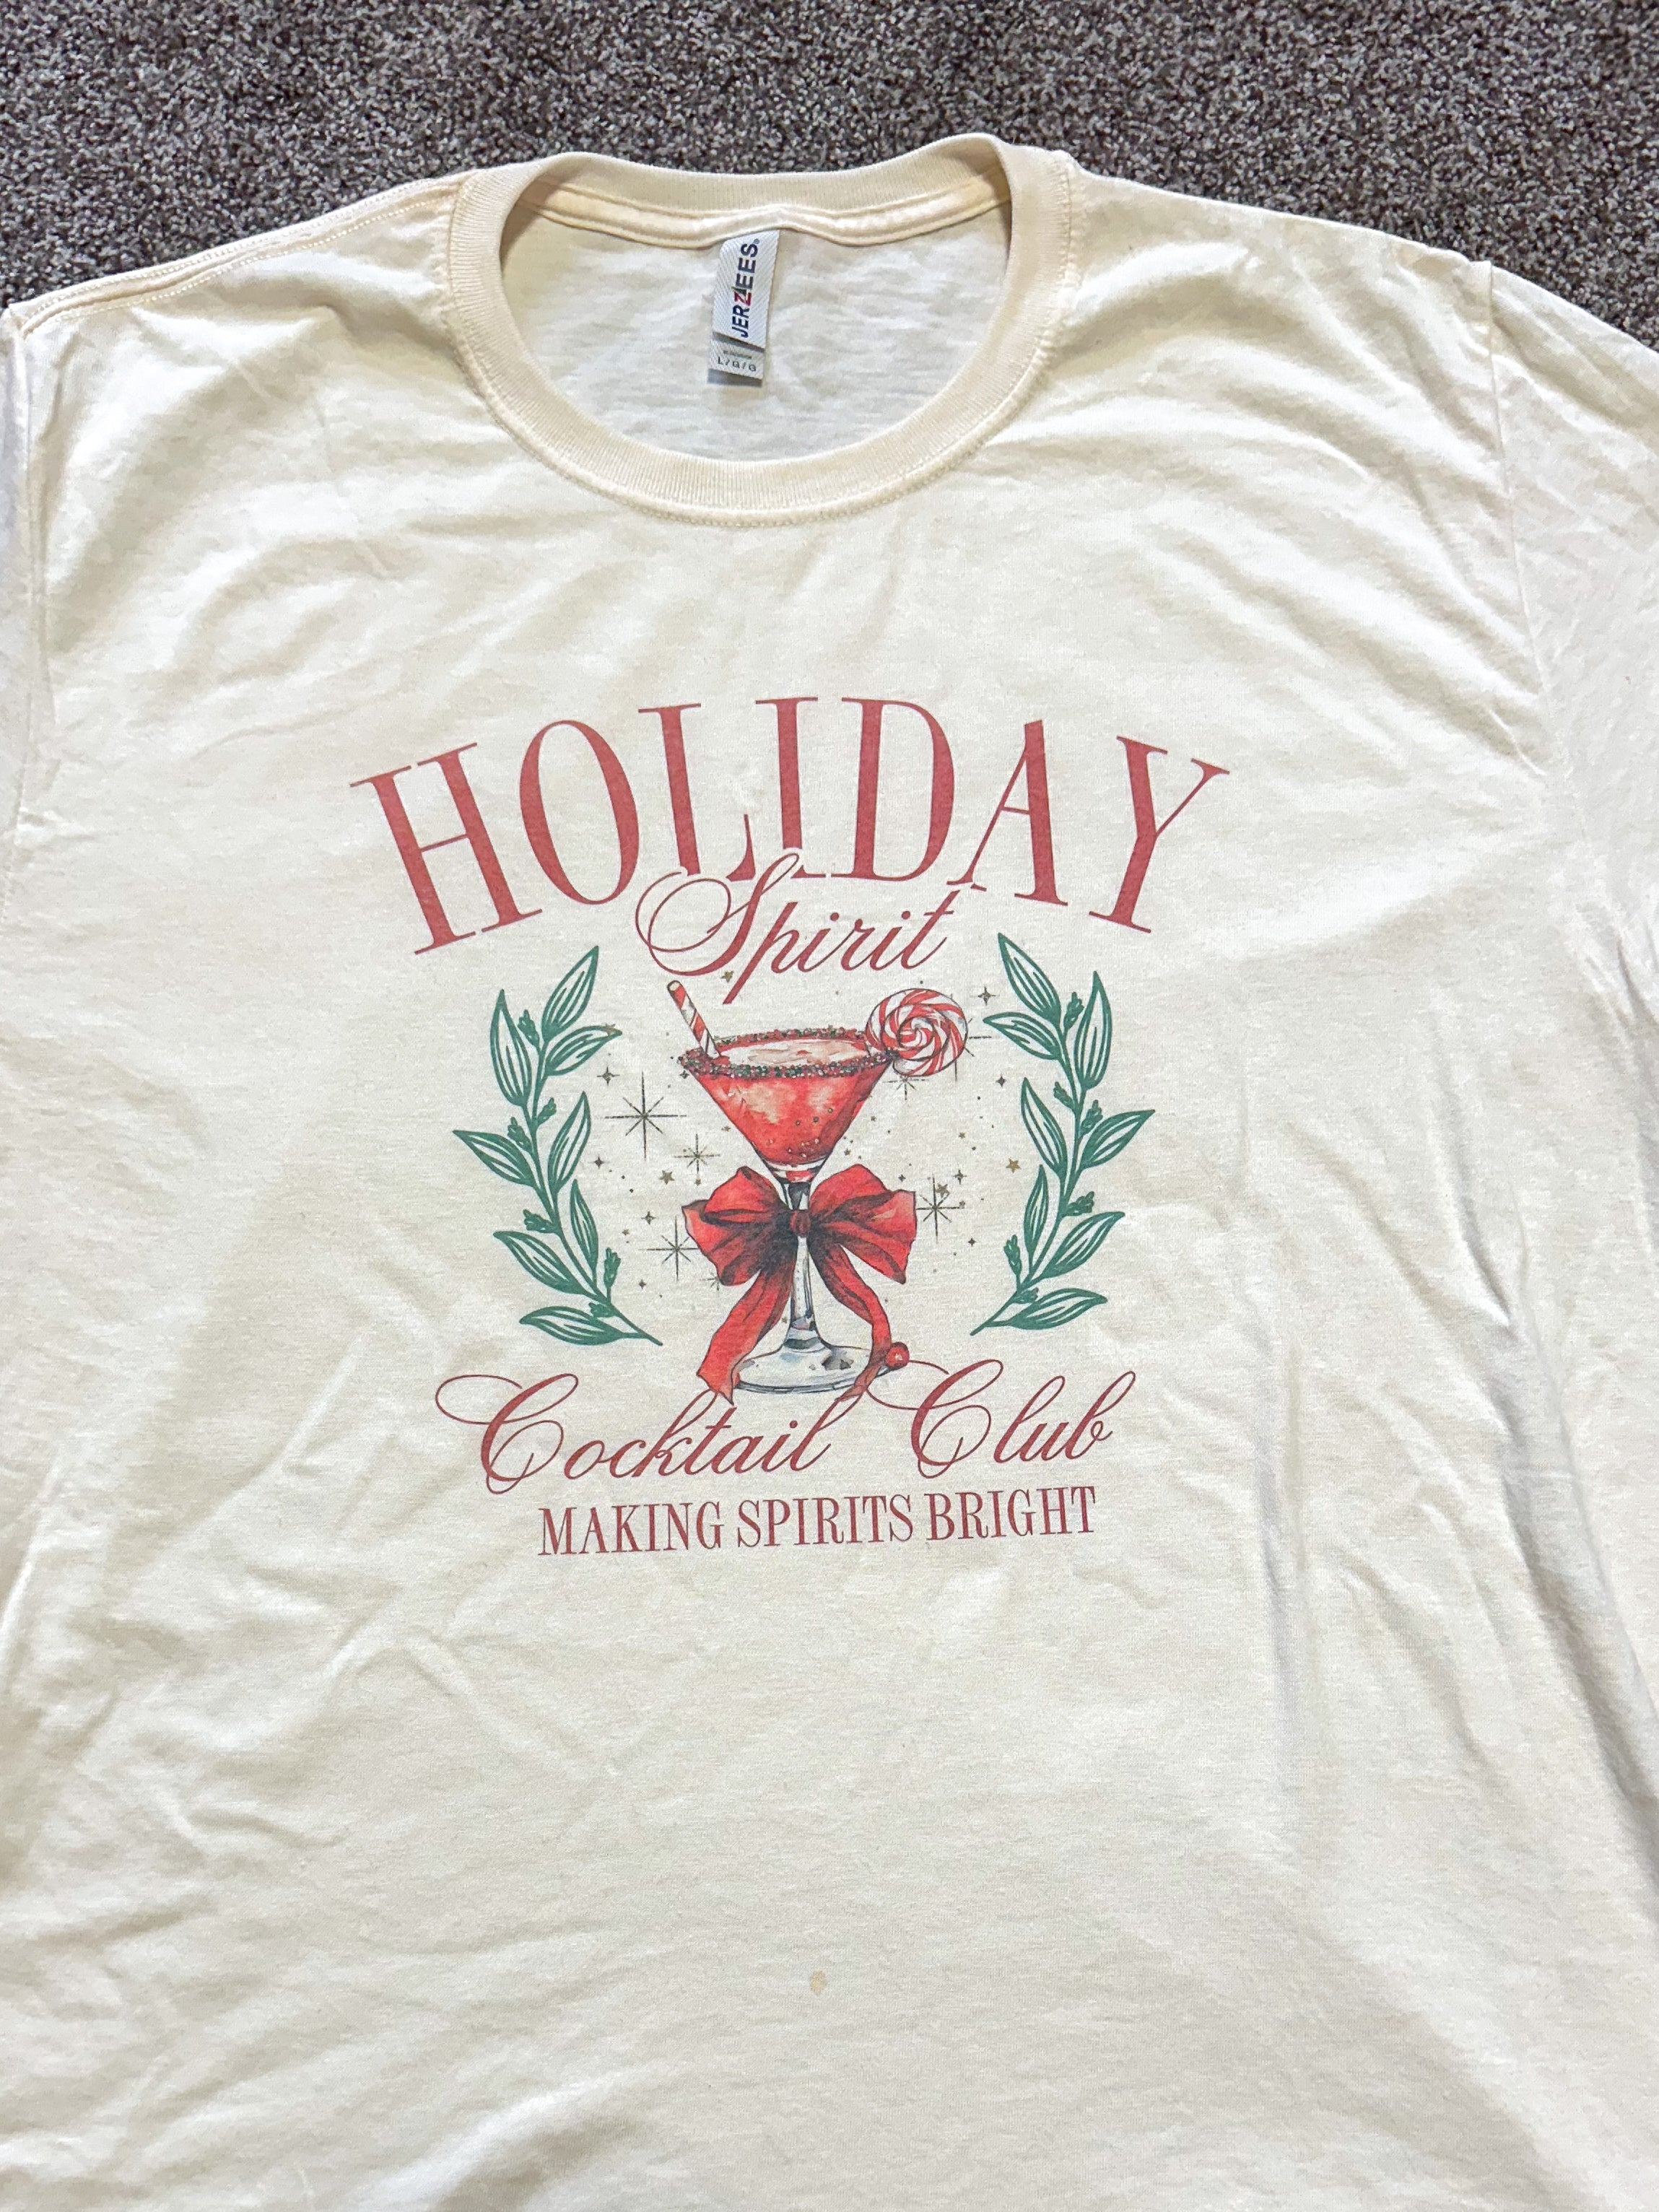 JERZEES®
L/G/G
HOLIDAY
Spirit
Cocktail Club
MAKING SPIRITS BRIGHT